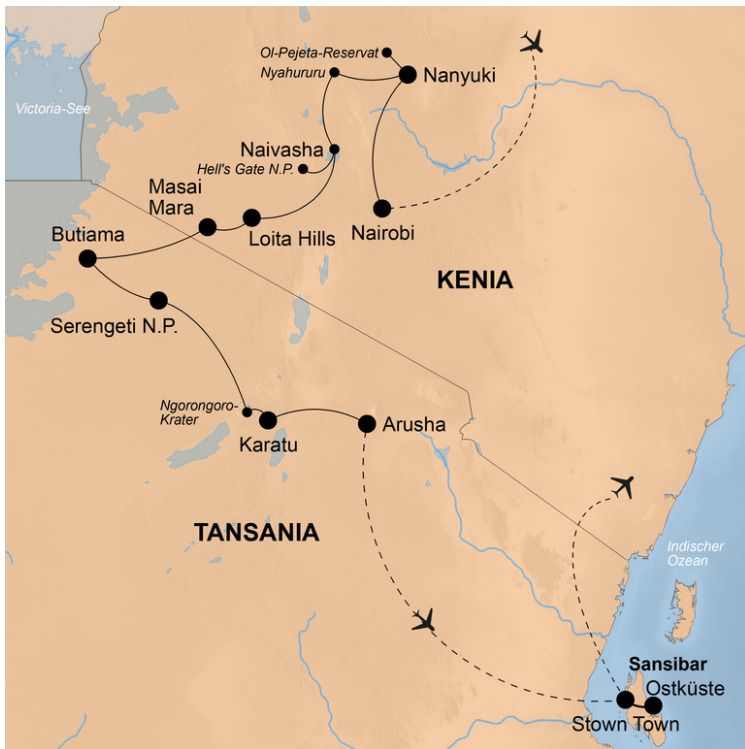 Ol-Pejeta-Reservat
Nyahururu
Nanyuki
Victoria-See
Naivasha
Hell's Gate N.P.
Masai
Mara
Butiama
Loita Hills
Nairobi
KENIA
Serengeti N.P.
Ngorongoro-
Krater
Karatu
Arusha
TANSANIA
Indischer
Ozean
Sansibar
Ostküste
Stown Town